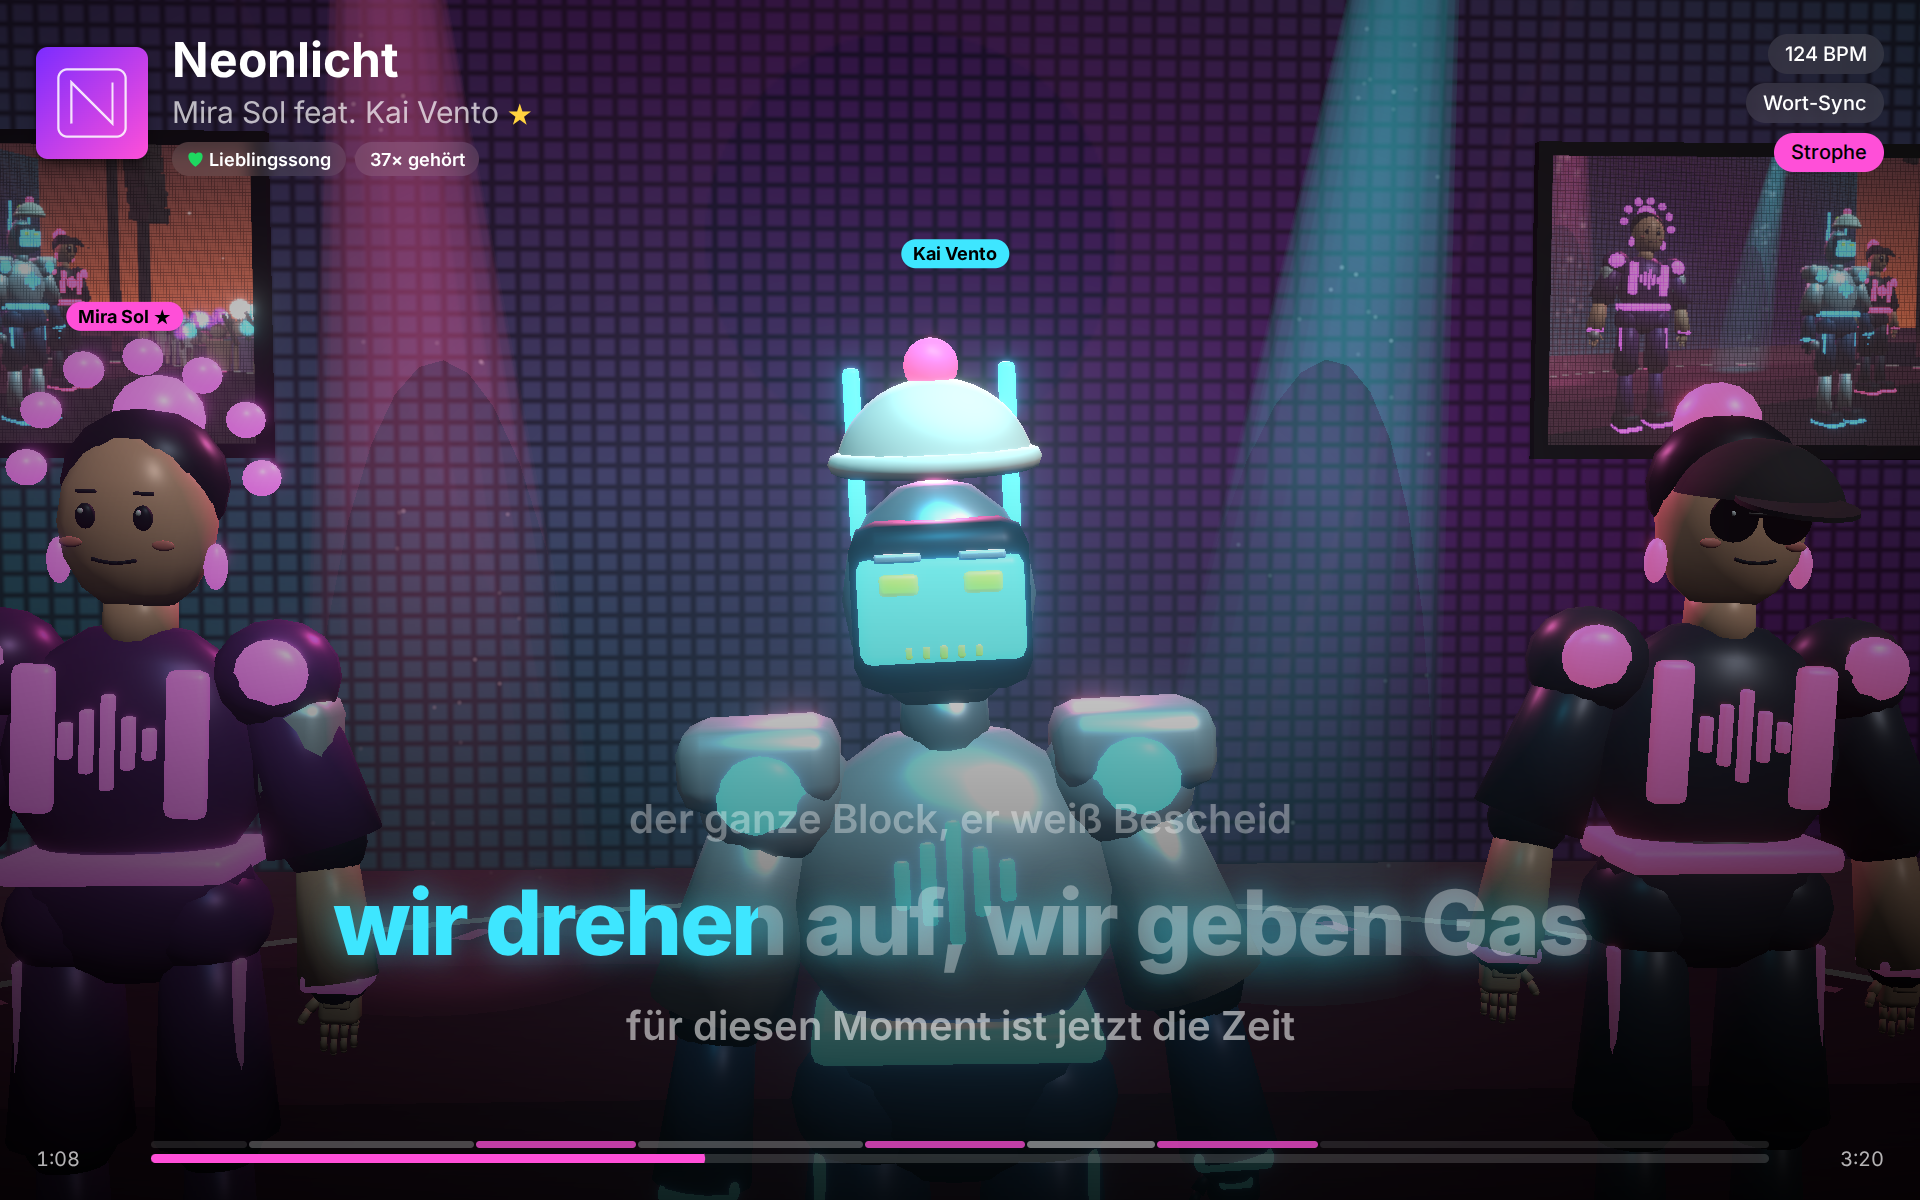 Neonlicht
Mira Sol feat. Kai Vento ★
Lieblingssong
37× gehört
124 BPM
Wort-Sync
Strophe
N
Kai Vento
Mira Sol ★
der ganze Block, er weiß Bescheid
wir drehen auf, wir geben Gas
für diesen Moment ist jetzt die Zeit
1:08
3:20